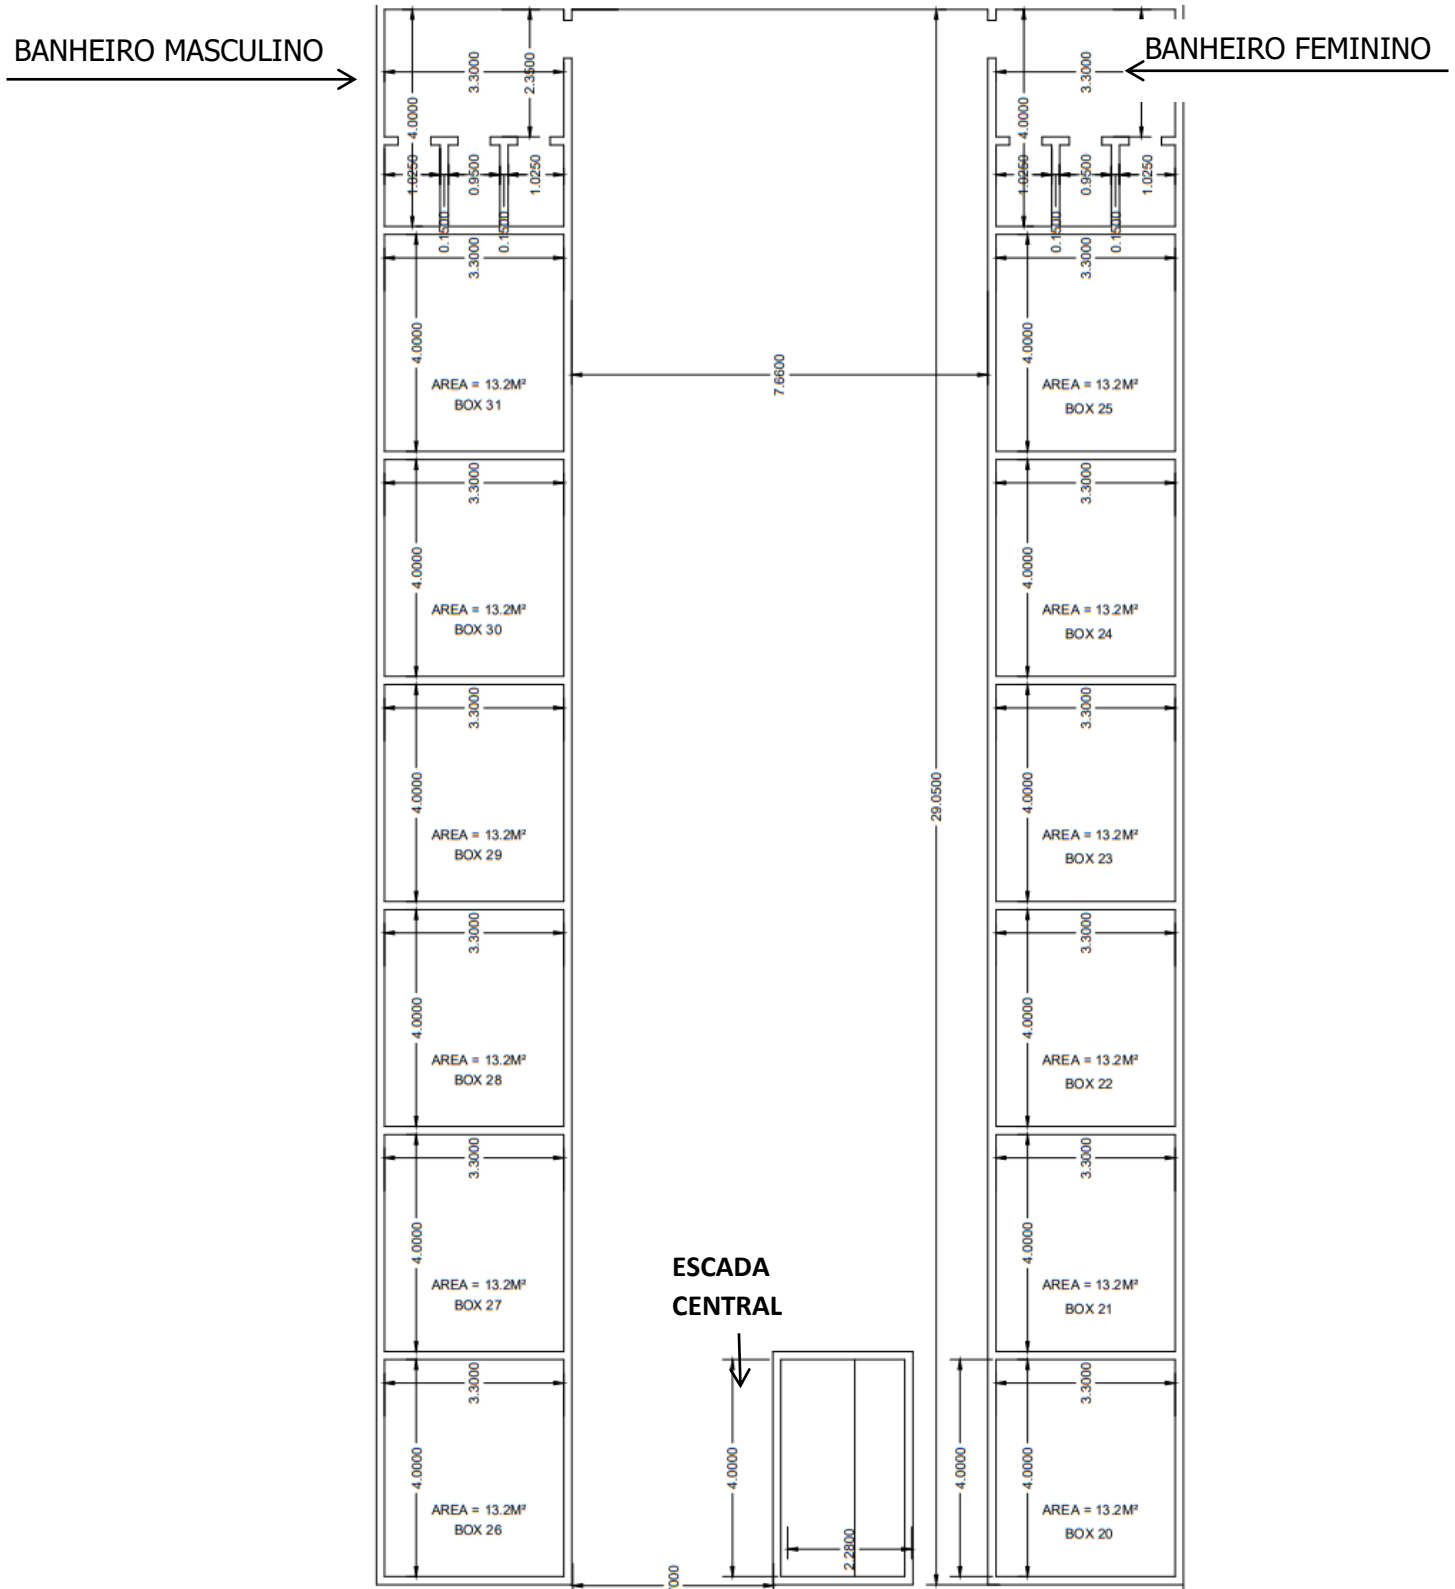 BANHEIRO MASCULINO
BANHEIRO FEMININO
3.3000
2.3500
4.0000
1.0250
0.9500
1.0250
0.1500
0.1500
3.3000
4.0000
1.0250
0.9500
1.0250
0.1500
0.1500
3.3000
4.0000
AREA = 13.2M²
BOX 31
7.6600
3.3000
4.0000
AREA = 13.2M²
BOX 25
3.3000
4.0000
AREA = 13.2M²
BOX 30
3.3000
4.0000
AREA = 13.2M²
BOX 24
3.3000
4.0000
AREA = 13.2M²
BOX 29
29.0500
3.3000
4.0000
AREA = 13.2M²
BOX 23
3.3000
4.0000
AREA = 13.2M²
BOX 28
3.3000
4.0000
AREA = 13.2M²
BOX 22
3.3000
4.0000
AREA = 13.2M²
BOX 27
3.3000
4.0000
AREA = 13.2M²
BOX 21
ESCADA
CENTRAL
3.3000
4.0000
AREA = 13.2M²
BOX 26
4.0000
2.2800
4.0000
3.3000
4.0000
AREA = 13.2M²
BOX 20